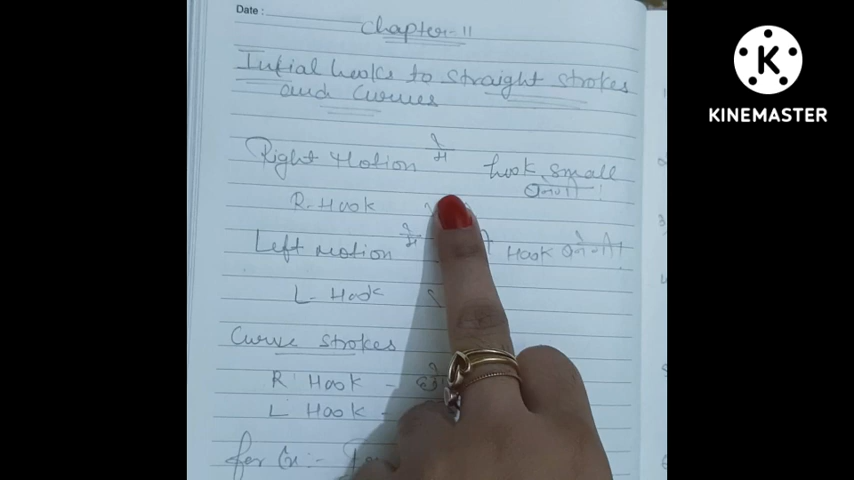 Date :
Chapter-11
Initial hooks to straight strokes
and Curves
Right Motion में hook small
बनेगा।
R-Hook
Left motion में Hook
L-Hook
Curve strokes
R Hook -
L Hook -
for Ex:-
K
KINEMASTER